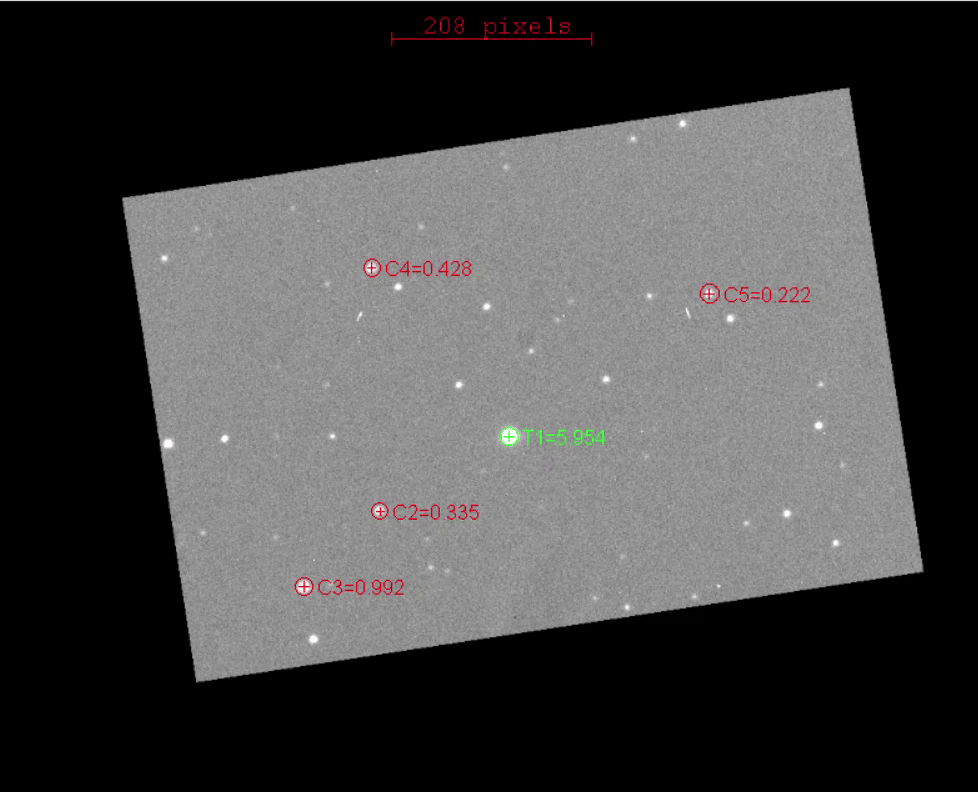 208 pixels
C4=0.428
C5=0.222
T1=5.954
C2=0.335
C3=0.992